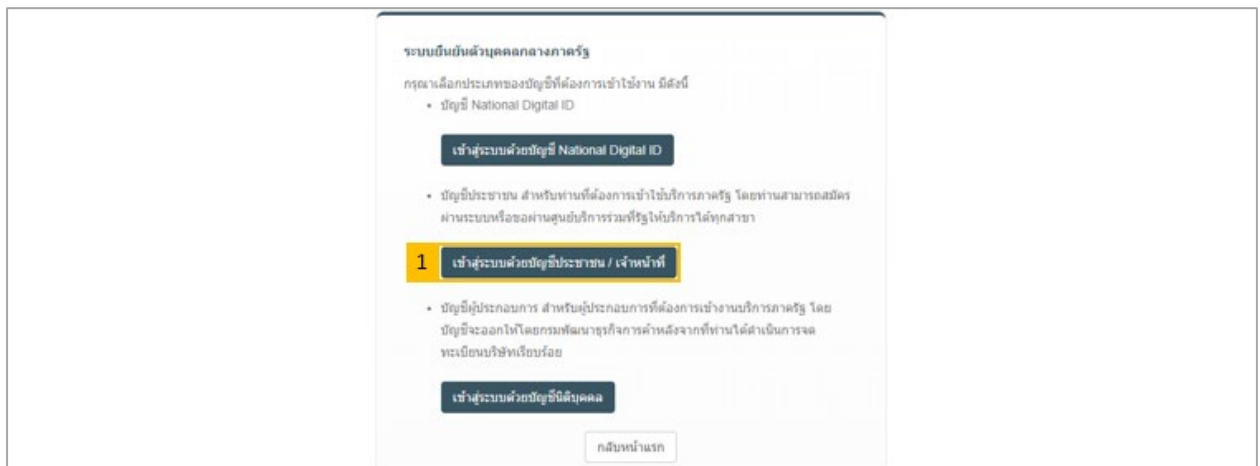 ระบบยืนยันตัวบุคคลกลางภาครัฐ
กรุณาเลือกประเภทของบัญชีที่ต้องการเข้าใช้งาน มีดังนี้
• บัญชี National Digital ID
เข้าสู่ระบบด้วยบัญชี National Digital ID
• บัญชีประชาชน สำหรับท่านที่ต้องการเข้าใช้บริการภาครัฐ โดยท่านสามารถสมัคร
ผ่านระบบหรือขอผ่านศูนย์บริการร่วมที่รัฐให้บริการได้ทุกสาขา
1 เข้าสู่ระบบด้วยบัญชีประชาชน / เจ้าหน้าที่
• บัญชีผู้ประกอบการ สำหรับผู้ประกอบการที่ต้องการเข้างานบริการภาครัฐ โดย
บัญชีจะออกให้โดยกรมพัฒนาธุรกิจการค้าหลังจากที่ท่านได้ดำเนินการจด
ทะเบียนบริษัทเรียบร้อย
เข้าสู่ระบบด้วยบัญชีนิติบุคคล
กลับหน้าแรก